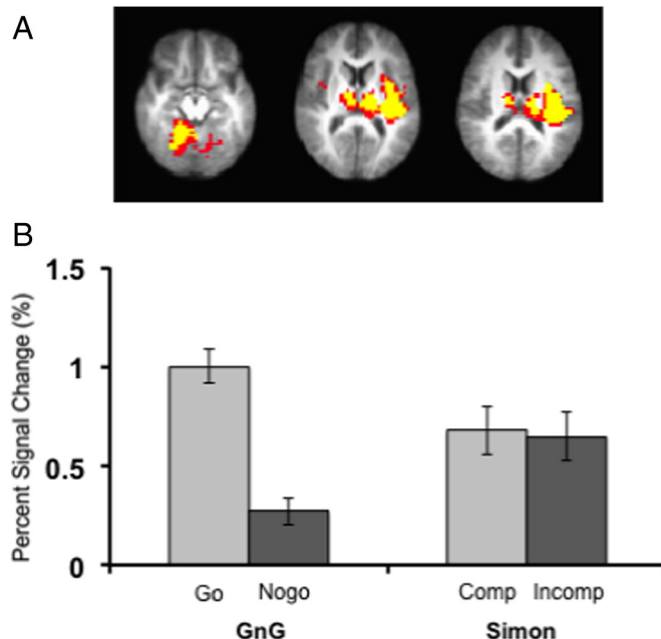 A
B
Percent Signal Change (%)
1.5
1
0.5
0
Go Nogo Comp Incomp
GnG Simon